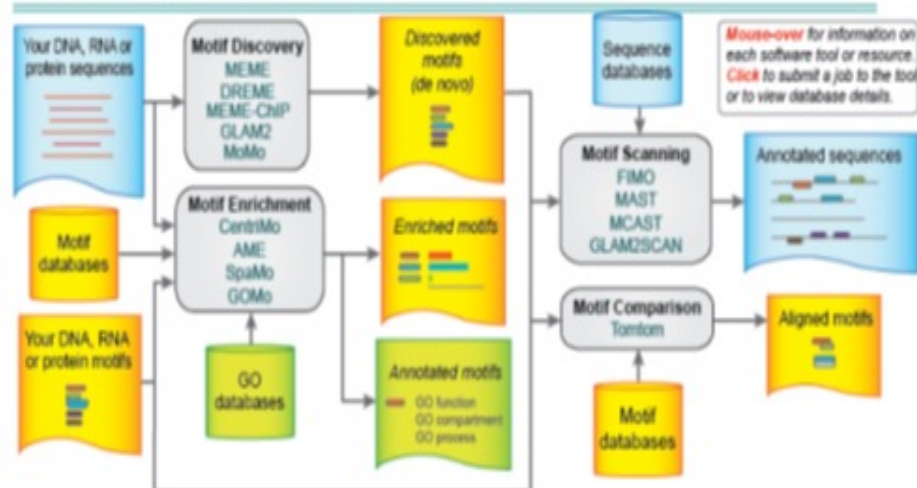 Your DNA, RNA or
protein sequences
Motif Discovery
MEME
DREME
MEME-ChIP
GLAM2
MoMo
Discovered
motifs
(de novo)
Sequence
databases
Mouse-over for information on
each software tool or resource.
Click to submit a job to the tool
or to view database details.
Motif Scanning
FIMO
MAST
MCAST
GLAM2SCAN
Annotated sequences
Motif
databases
Motif Enrichment
CentriMo
AME
SpaMo
GOMo
Enriched motifs
Your DNA, RNA
or protein motifs
GO
databases
Annotated motifs
GO function
GO compartment
GO process
Motif Comparison
Tomtom
Aligned motifs
Motif
databases